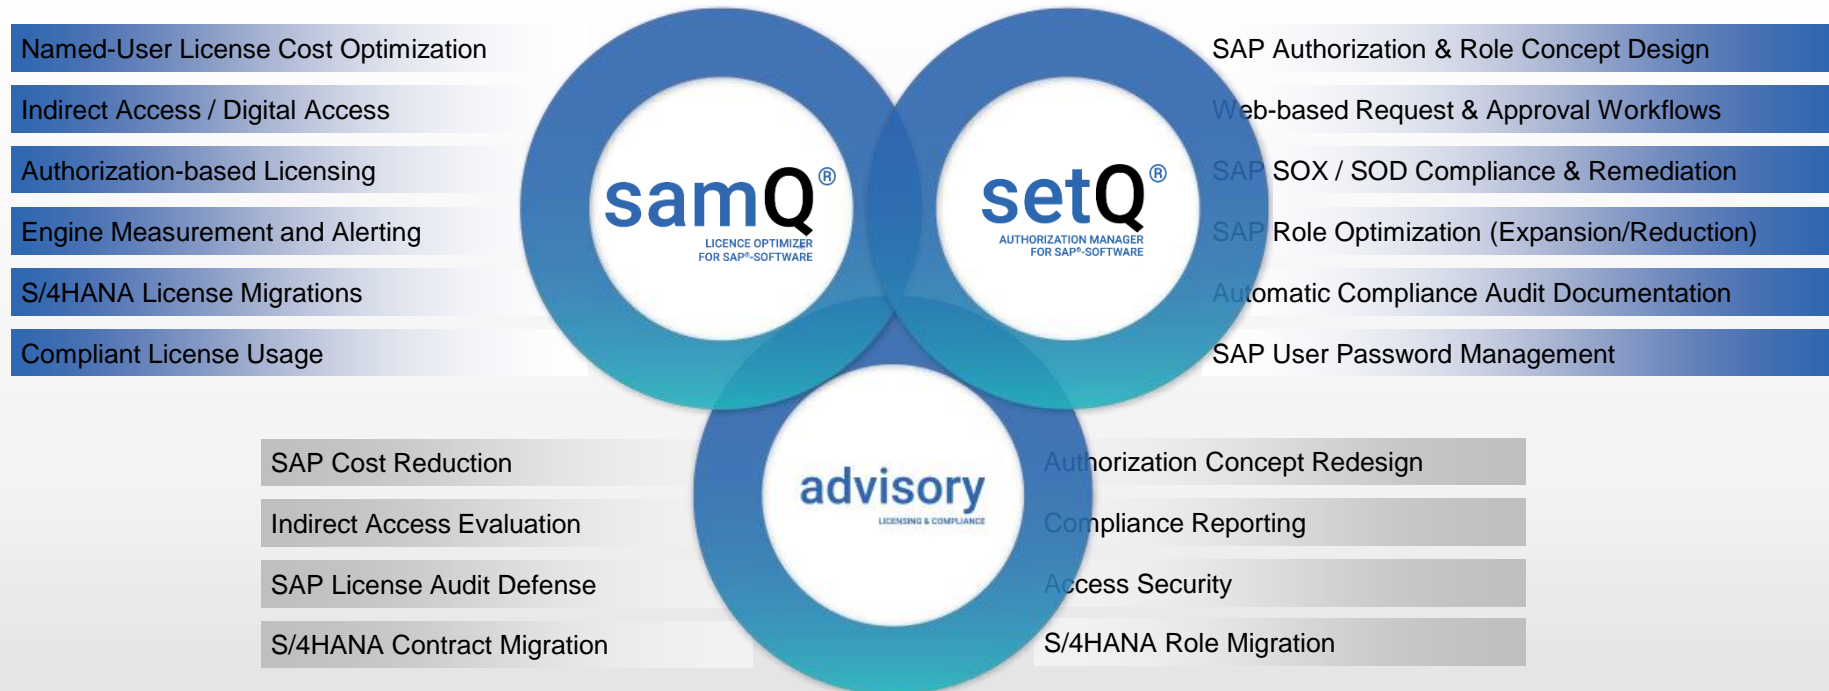 Named-User License Cost Optimization
Indirect Access / Digital Access
Authorization-based Licensing
Engine Measurement and Alerting
S/4HANA License Migrations
Compliant License Usage
samQ®
LICENCE OPTIMIZER
FOR SAP®-SOFTWARE
setQ®
AUTHORIZATION MANAGER
FOR SAP®-SOFTWARE
SAP Authorization & Role Concept Design
Web-based Request & Approval Workflows
SAP SOX / SOD Compliance & Remediation
SAP Role Optimization (Expansion/Reduction)
Automatic Compliance Audit Documentation
SAP User Password Management
SAP Cost Reduction
Indirect Access Evaluation
SAP License Audit Defense
S/4HANA Contract Migration
advisory
LICENSING & COMPLIANCE
Authorization Concept Redesign
Compliance Reporting
Access Security
S/4HANA Role Migration